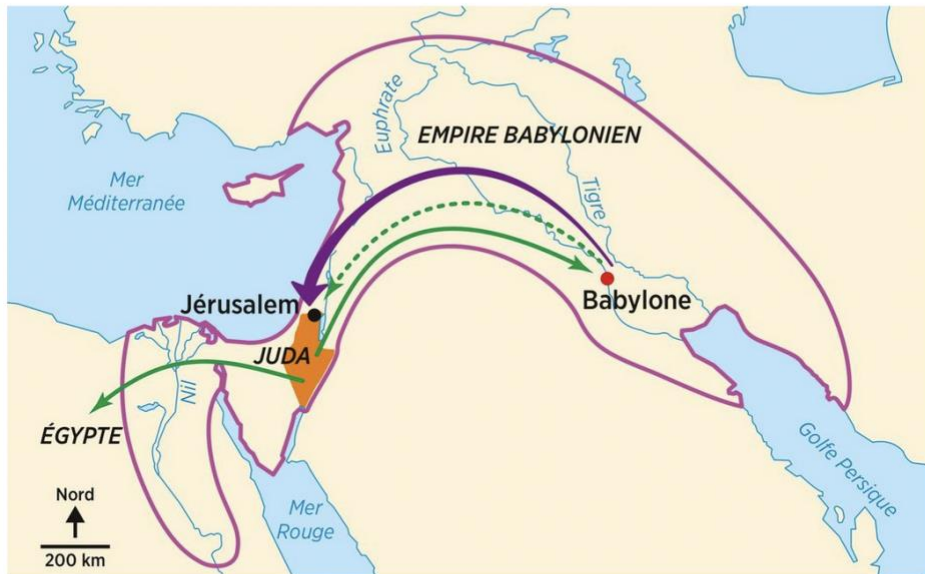 Euphrate
EMPIRE BABYLONIEN
Mer
Méditerranée
Tigre
Jérusalem
Babylone
JUDA
Nil
ÉGYPTE
Golfe Persique
Nord
Mer
Rouge
200 km